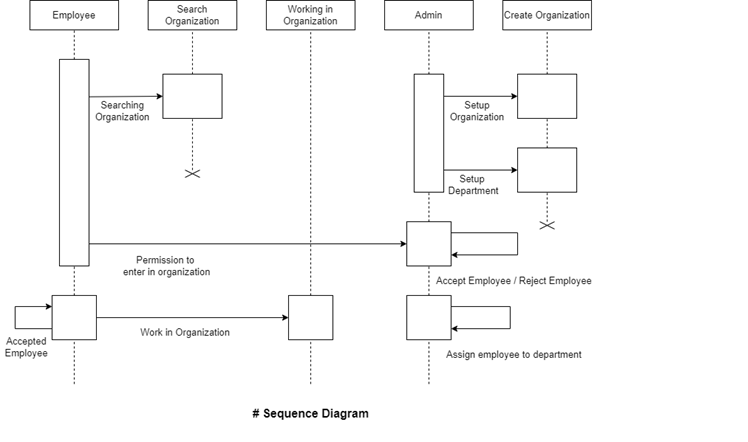 Employee
Search
Organization
Working in
Organization
Admin
Create Organization
Searching
Organization
Setup
Organization
Setup
Department
Permission to
enter in organization
Accept Employee / Reject Employee
Accepted
Employee
Work in Organization
Assign employee to department
# Sequence Diagram